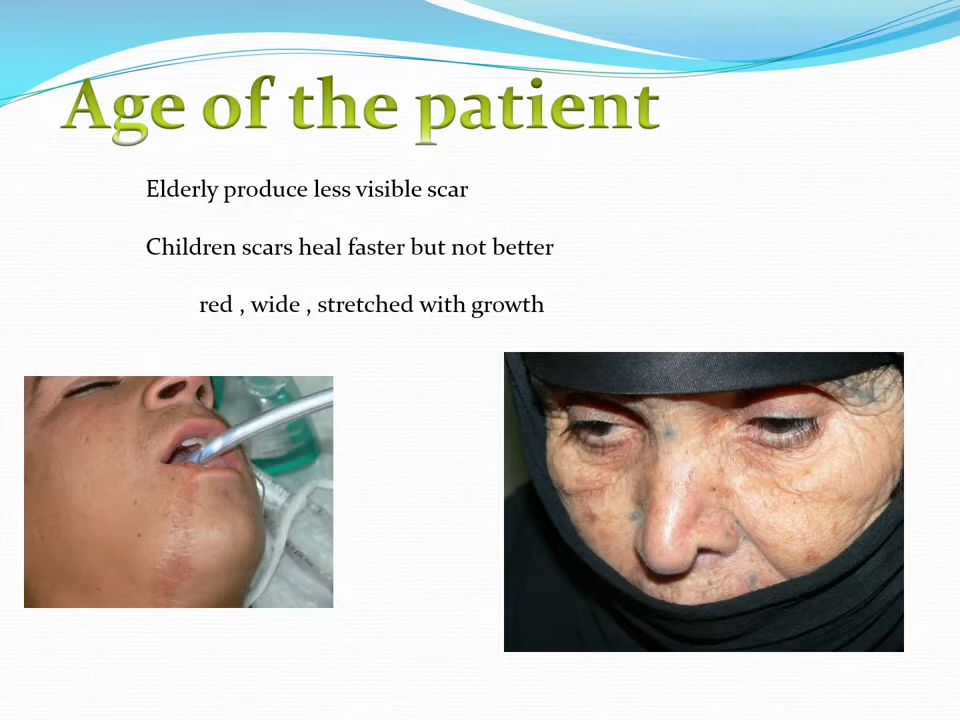 Age of the patient
Elderly produce less visible scar
Children scars heal faster but not better
red , wide , stretched with growth